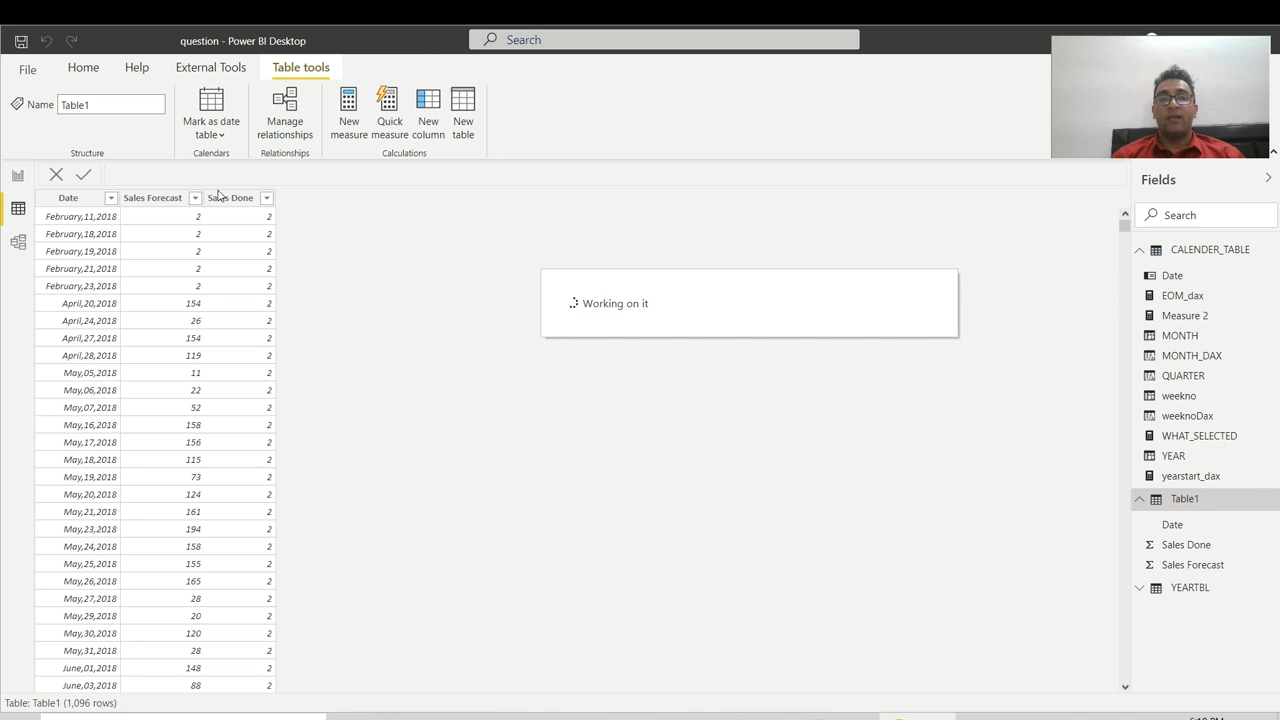 question - Power BI Desktop
Search
File
Home
Help
External Tools
Table tools
Name
Table1
Mark as date
table
Manage
relationships
New
measure
Quick
measure
New
column
New
table
Structure
Calendars
Relationships
Calculations
Date Sales Forecast Sales Done
February,11,2018 2 2
February,18,2018 2 2
February,19,2018 2 2
February,21,2018 2 2
February,23,2018 2 2
April,20,2018 154 2
April,24,2018 26 2
April,27,2018 154 2
April,28,2018 119 2
May,05,2018 11 2
May,06,2018 22 2
May,07,2018 52 2
May,16,2018 158 2
May,17,2018 156 2
May,18,2018 115 2
May,19,2018 73 2
May,20,2018 124 2
May,21,2018 161 2
May,23,2018 194 2
May,24,2018 158 2
May,25,2018 155 2
May,26,2018 165 2
May,27,2018 28 2
May,29,2018 20 2
May,30,2018 120 2
May,31,2018 28 2
June,01,2018 148 2
June,03,2018 88 2
Working on it
Fields
Search
CALENDER_TABLE
Date
EOM_dax
Measure 2
MONTH
MONTH_DAX
QUARTER
weekno
weeknoDax
WHAT_SELECTED
YEAR
yearstart_dax
Table1
Date
Sales Done
Sales Forecast
YEARTBL
Table: Table1 (1,096 rows)